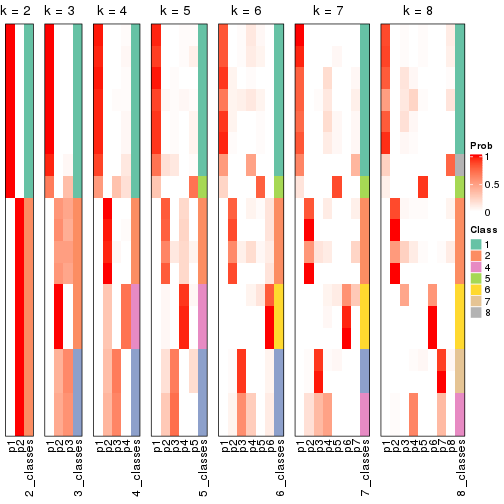 k = 2 k = 3 k = 4 k = 5 k = 6 k = 7 k = 8
Prob
1
0.5
0
Class
1
2
4
5
6
7
8
p1 p2 2_classes p1 p2 p3 3_classes p1 p2 p3 p4 4_classes p1 p2 p3 p4 p5 5_classes p1 p2 p3 p4 p5 p6 6_classes p1 p2 p3 p4 p5 p6 p7 7_classes p1 p2 p3 p4 p5 p6 p7 p8 8_classes